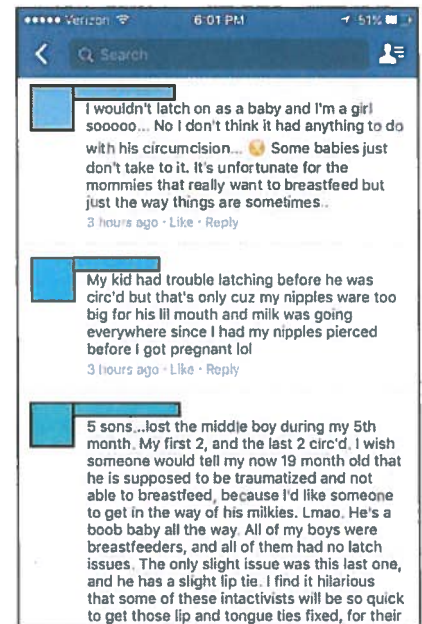 Verizon 6:01 PM 51%
Search
I wouldn't latch on as a baby and I'm a girl
sooooo... No I don't think it had anything to do
with his circumcision... Some babies just
don't take to it. It's unfortunate for the
mommies that really want to breastfeed but
just the way things are sometimes..
3 hours ago · Like · Reply
My kid had trouble latching before he was
circ'd but that's only cuz my nipples ware too
big for his lil mouth and milk was going
everywhere since I had my nipples pierced
before I got pregnant lol
3 hours ago · Like · Reply
5 sons...lost the middle boy during my 5th
month. My first 2, and the last 2 circ'd. I wish
someone would tell my now 19 month old that
he is supposed to be traumatized and not
able to breastfeed, because I'd like someone
to get in the way of his milkies. Lmao. He's a
boob baby all the way. All of my boys were
breastfeeders, and all of them had no latch
issues. The only slight issue was this last one,
and he has a slight lip tie. I find it hilarious
that some of these intactivists will be so quick
to get those lip and tongue ties fixed, for their